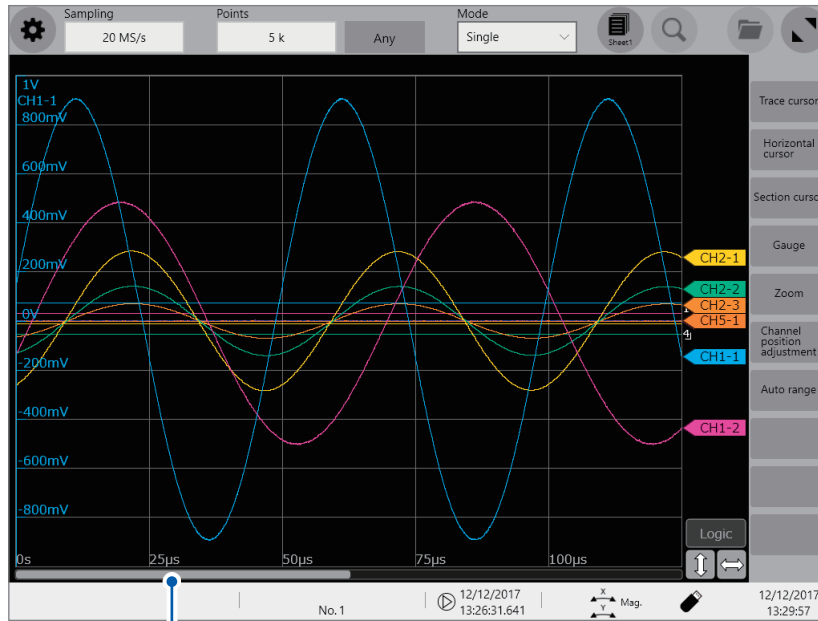 Sampling
20 MS/s
Points
5 k
Any
Mode
Single
Sheet1
1V
CH1-1
800mV
600mV
400mV
200mV
0V
-200mV
-400mV
-600mV
-800mV
0s
25µs
50µs
75µs
100µs
CH2-1
CH2-2
CH2-3
1
CH5-1
4
CH1-1
CH1-2
Logic
Trace cursor
Horizontal
cursor
Section curso
Gauge
Zoom
Channel
position
adjustment
Auto range
No. 1
12/12/2017
13:26:31.641
X
Y
Mag.
12/12/2017
13:29:57